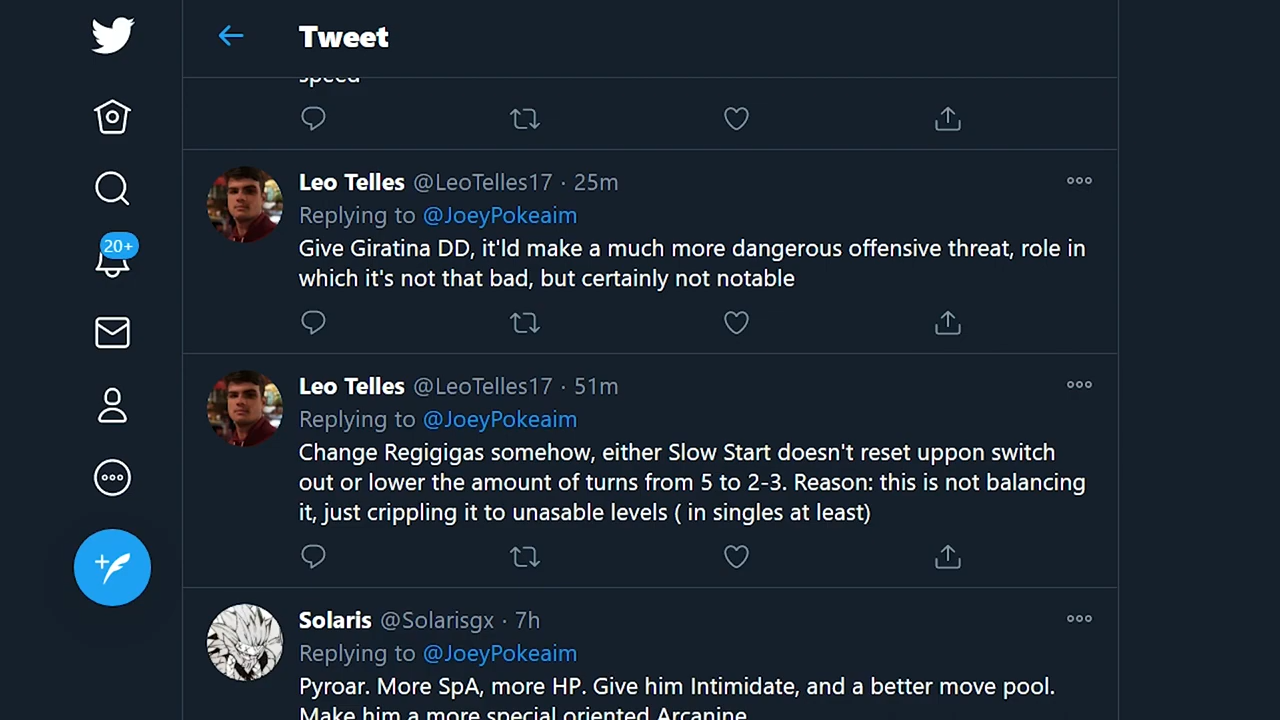 Tweet
speed
Leo Telles @LeoTelles17 · 25m
Replying to @JoeyPokeaim
Give Giratina DD, it'ld make a much more dangerous offensive threat, role in
which it's not that bad, but certainly not notable
20+
Leo Telles @LeoTelles17 · 51m
Replying to @JoeyPokeaim
Change Regigigas somehow, either Slow Start doesn't reset uppon switch
out or lower the amount of turns from 5 to 2-3. Reason: this is not balancing
it, just crippling it to unasable levels ( in singles at least)
Solaris @Solarisgx · 7h
Replying to @JoeyPokeaim
Pyroar. More SpA, more HP. Give him Intimidate, and a better move pool.
Make him a more special oriented Arcanine